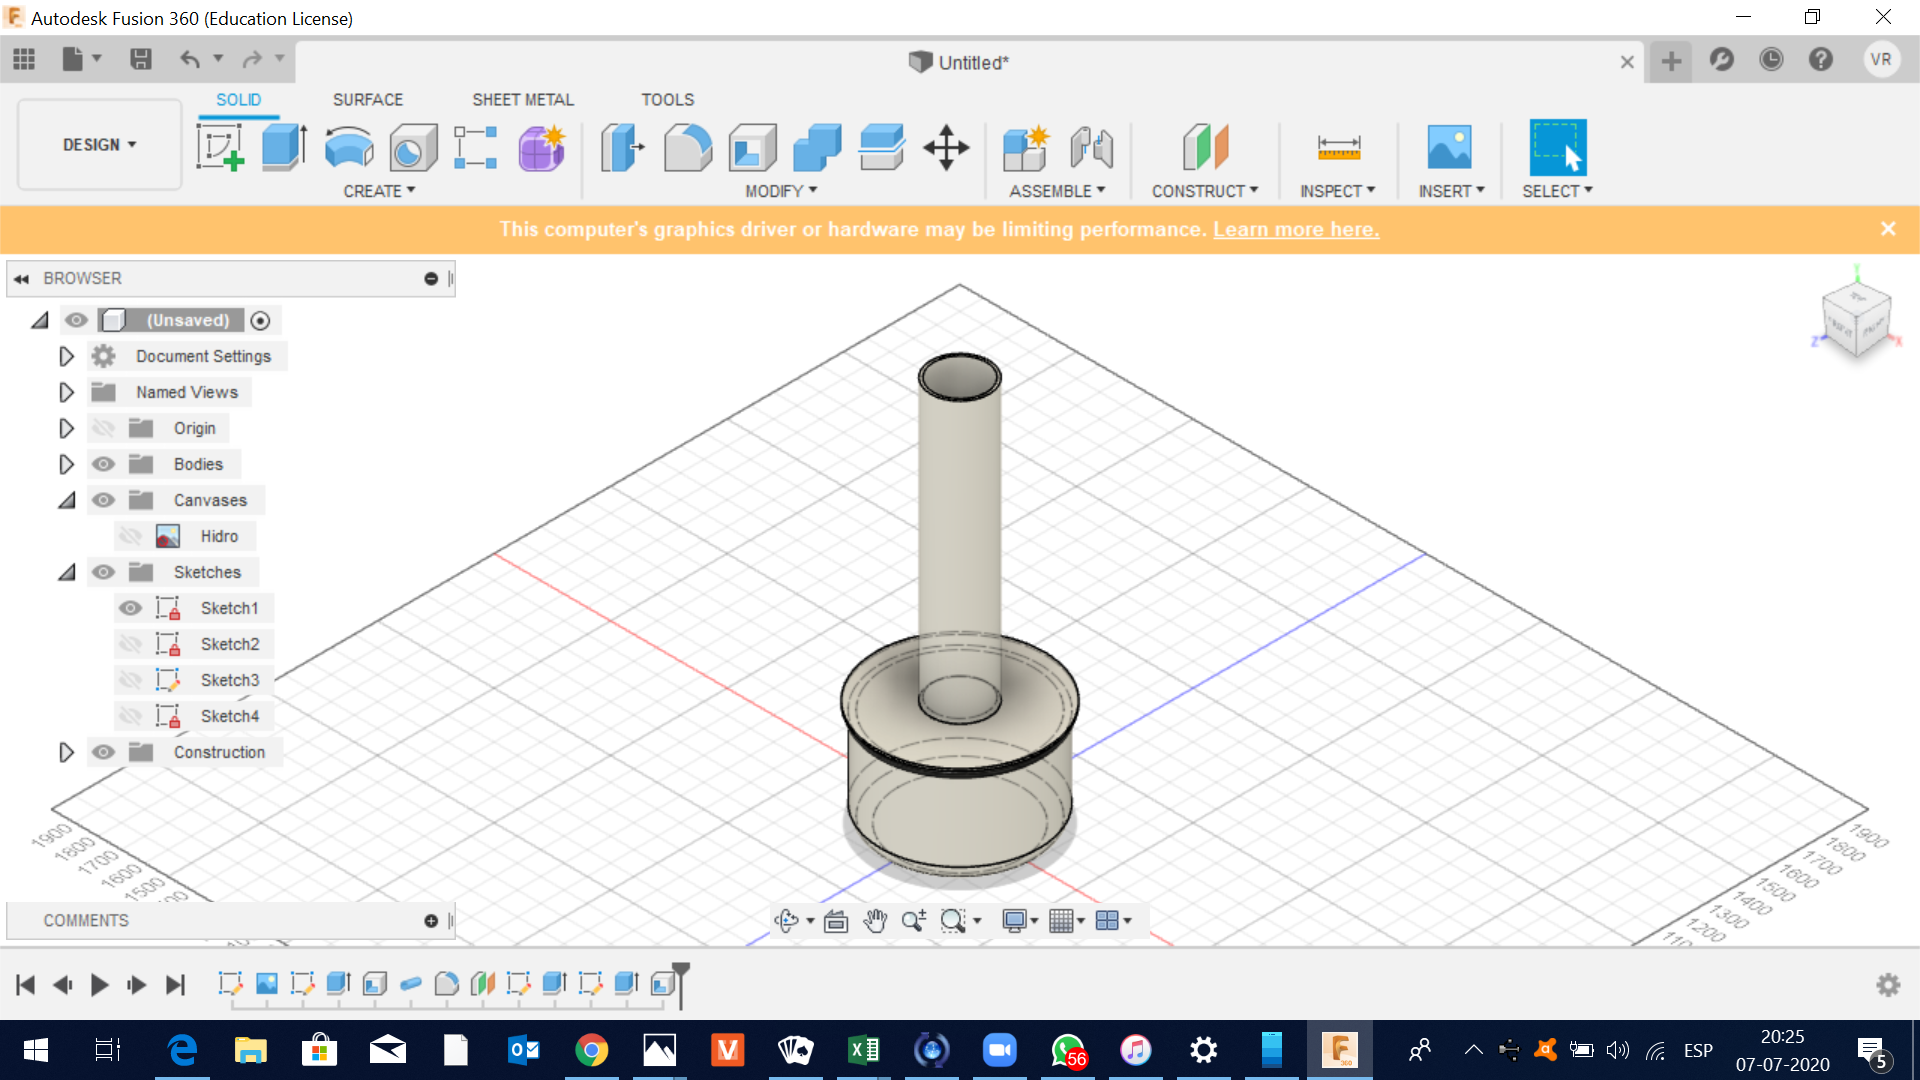 Autodesk Fusion 360 (Education License)
Untitled*
VR
DESIGN
SOLID
SURFACE
SHEET METAL
TOOLS
CREATE
MODIFY
ASSEMBLE
CONSTRUCT
INSPECT
INSERT
SELECT
This computer's graphics driver or hardware may be limiting performance. Learn more here.
BROWSER
(Unsaved)
Document Settings
Named Views
Origin
Bodies
Canvases
Hidro
Sketches
Sketch1
Sketch2
Sketch3
Sketch4
Construction
Y
Z
X
1900
1800
1700
1600
1500
1900
1800
1700
1600
1500
1400
1300
1200
COMMENTS
56
360
ESP
20:25
07-07-2020
5